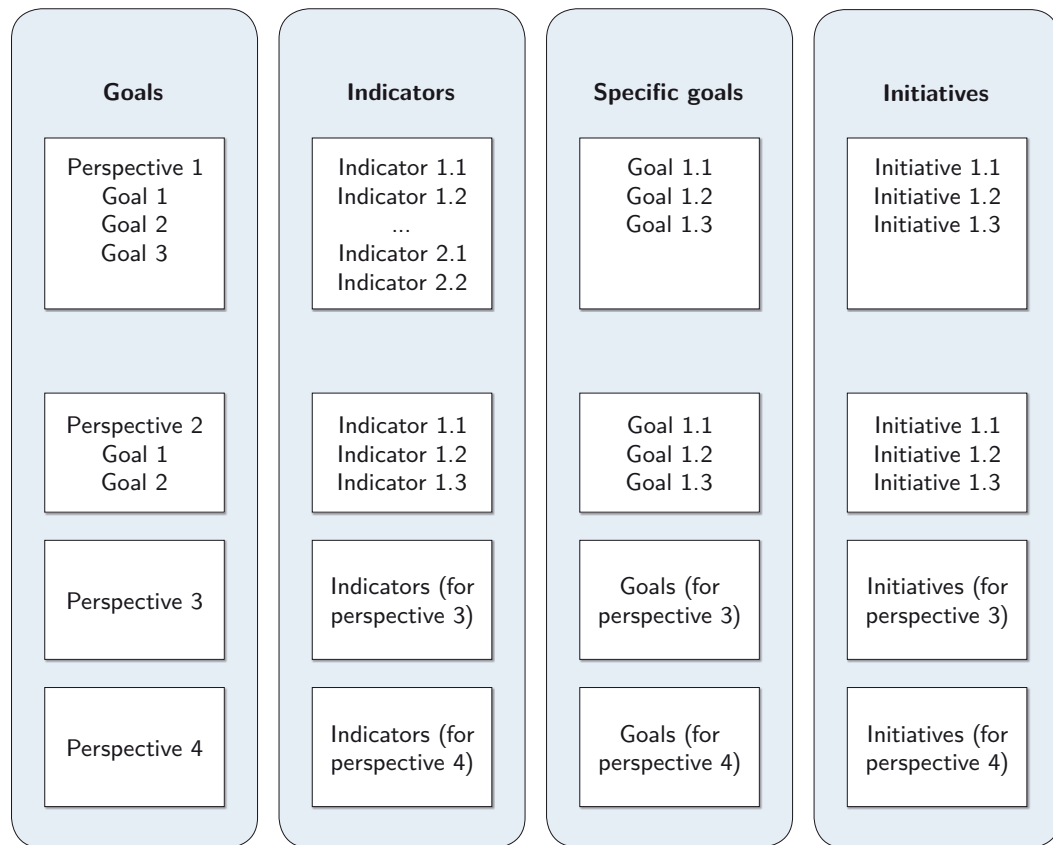 Goals
Perspective 1
Goal 1
Goal 2
Goal 3
Perspective 2
Goal 1
Goal 2
Perspective 3
Perspective 4
Indicators
Indicator 1.1
Indicator 1.2
...
Indicator 2.1
Indicator 2.2
Indicator 1.1
Indicator 1.2
Indicator 1.3
Indicators (for
perspective 3)
Indicators (for
perspective 4)
Specific goals
Goal 1.1
Goal 1.2
Goal 1.3
Goal 1.1
Goal 1.2
Goal 1.3
Goals (for
perspective 3)
Goals (for
perspective 4)
Initiatives
Initiative 1.1
Initiative 1.2
Initiative 1.3
Initiative 1.1
Initiative 1.2
Initiative 1.3
Initiatives (for
perspective 3)
Initiatives (for
perspective 4)